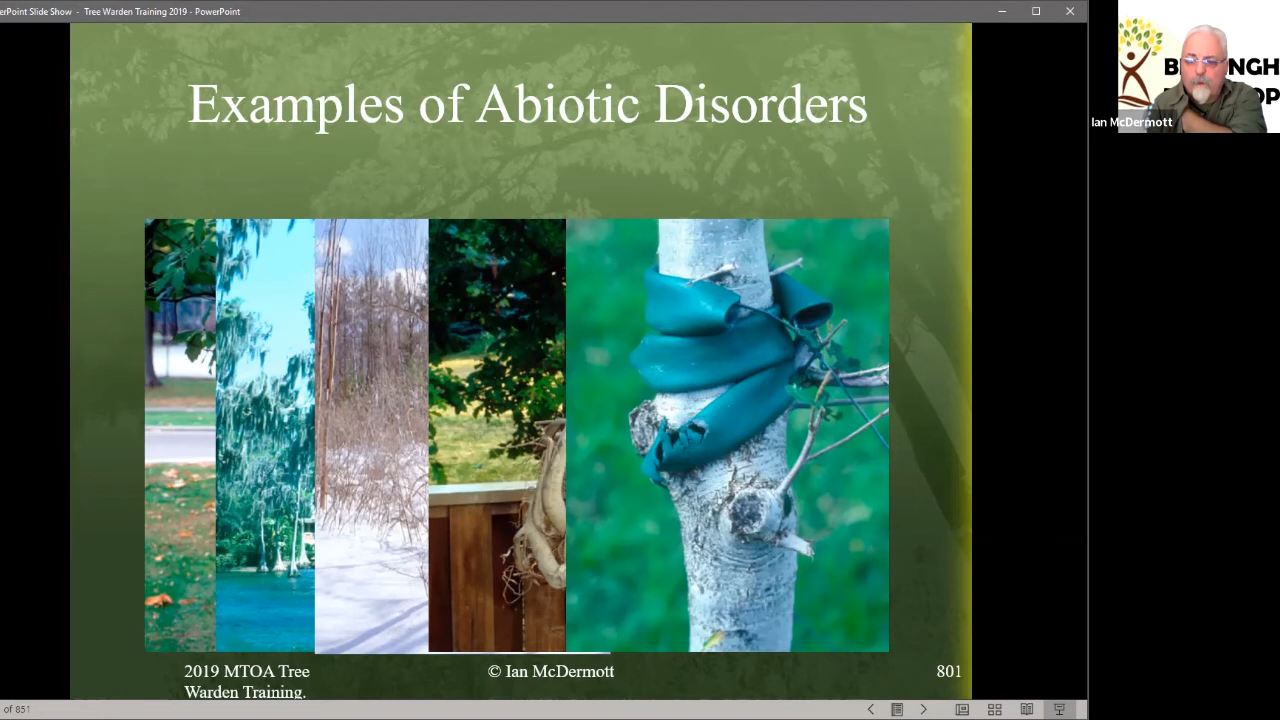 erPoint Slide Show - Tree Warden Training 2019 - PowerPoint
Examples of Abiotic Disorders
2019 MTOA Tree
Warden Training.
© Ian McDermott
801
of 851
Ian McDermott